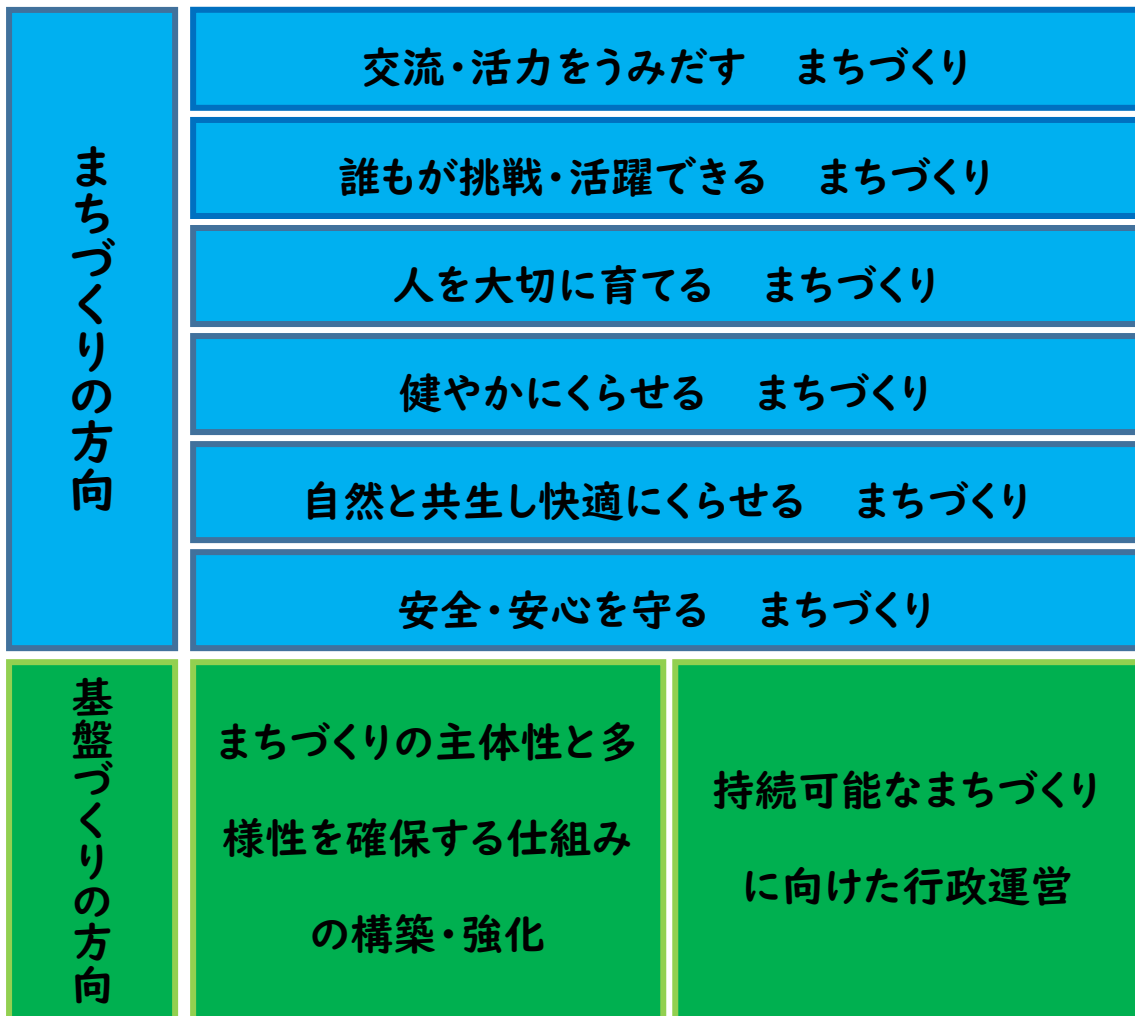 まちづくりの方向
交流・活力をうみだす　まちづくり
誰もが挑戦・活躍できる　まちづくり
人を大切に育てる　まちづくり
健やかにくらせる　まちづくり
自然と共生し快適にくらせる　まちづくり
安全・安心を守る　まちづくり
基盤づくりの方向
まちづくりの主体性と多
様性を確保する仕組み
の構築・強化
持続可能なまちづくり
に向けた行政運営